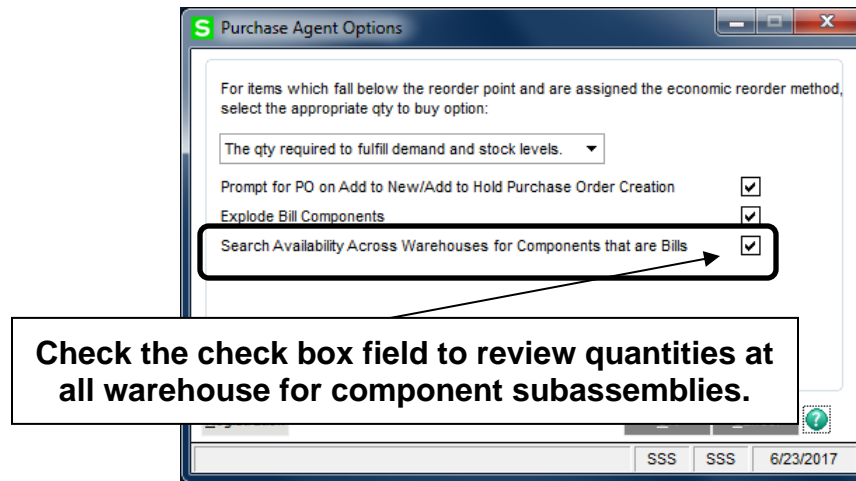 S Purchase Agent Options
For items which fall below the reorder point and are assigned the economic reorder method,
select the appropriate qty to buy option:
The qty required to fulfill demand and stock levels.
Prompt for PO on Add to New/Add to Hold Purchase Order Creation
Explode Bill Components
Search Availability Across Warehouses for Components that are Bills
Check the check box field to review quantities at
all warehouse for component subassemblies.
?
SSS SSS 6/23/2017